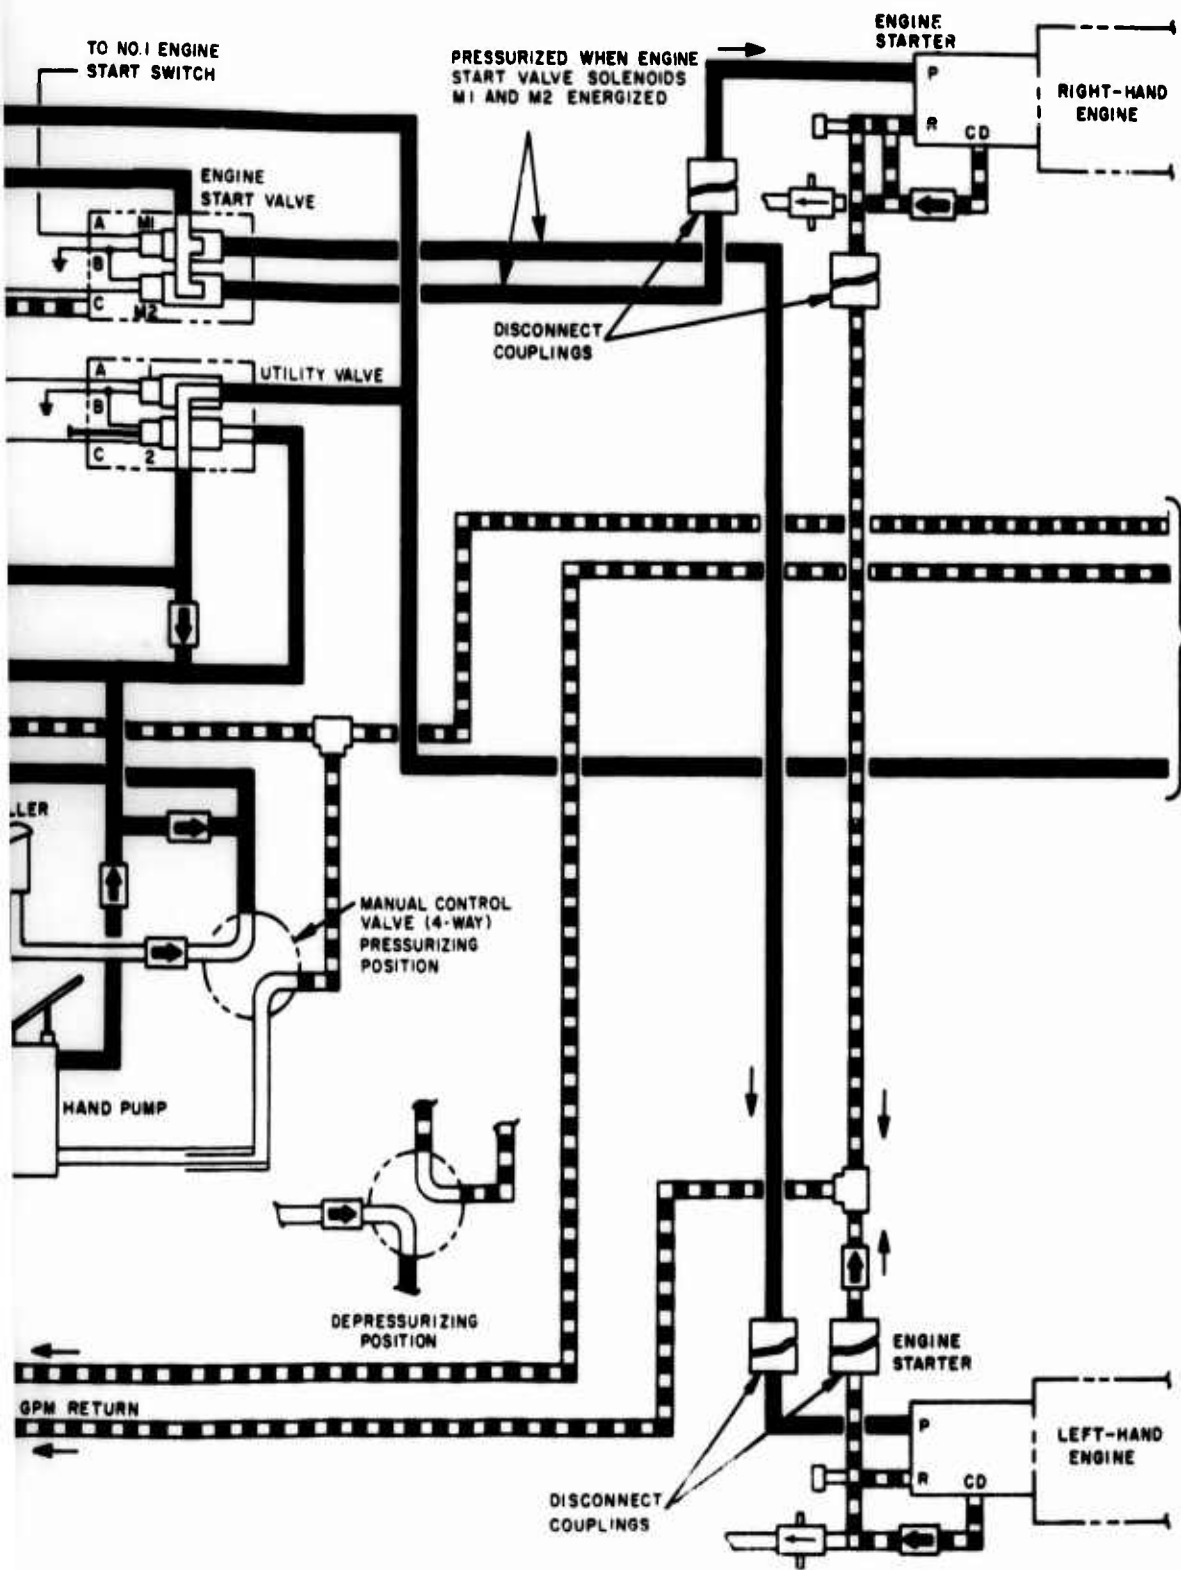 TO NO.1 ENGINE
START SWITCH
PRESSURIZED WHEN ENGINE
START VALVE SOLENOIDS
M1 AND M2 ENERGIZED
ENGINE
STARTER
P
R
CD
RIGHT-HAND
ENGINE
ENGINE
START VALVE
A
M1
B
C
M2
DISCONNECT
COUPLINGS
UTILITY VALVE
A
1
B
C
2
LLER
MANUAL CONTROL
VALVE (4-WAY)
PRESSURIZING
POSITION
HAND PUMP
DEPRESSURIZING
POSITION
GPM RETURN
ENGINE
STARTER
P
R
CD
LEFT-HAND
ENGINE
DISCONNECT
COUPLINGS